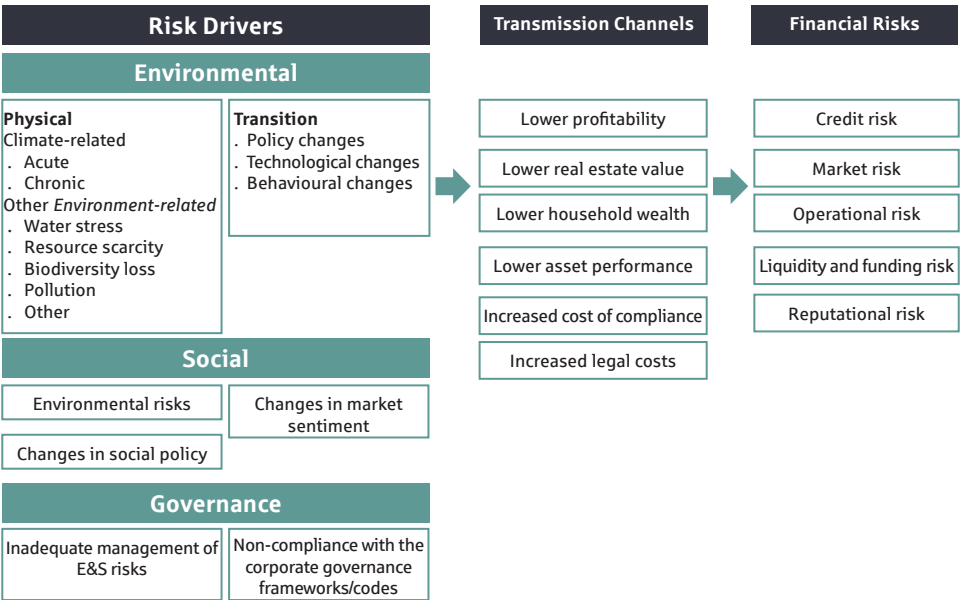 Risk Drivers
Environmental
Physical
Climate-related
. Acute
. Chronic
Other Environment-related
. Water stress
. Resource scarcity
. Biodiversity loss
. Pollution
. Other
Transition
. Policy changes
. Technological changes
. Behavioural changes
Social
Environmental risks
Changes in market
sentiment
Changes in social policy
Governance
Inadequate management of
E&S risks
Non-compliance with the
corporate governance
frameworks/codes
Transmission Channels
Lower profitability
Lower real estate value
Lower household wealth
Lower asset performance
Increased cost of compliance
Increased legal costs
Financial Risks
Credit risk
Market risk
Operational risk
Liquidity and funding risk
Reputational risk